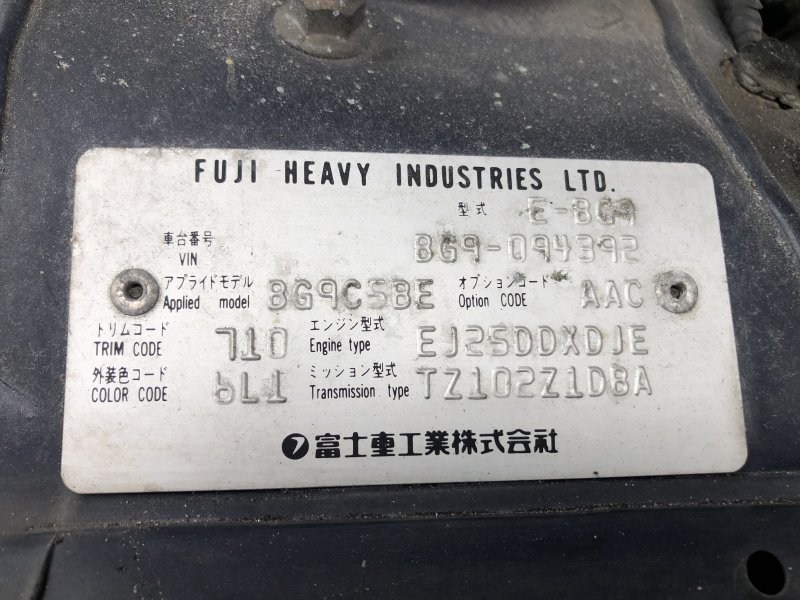 FUJI HEAVY INDUSTRIES LTD.
型式 E-BG9
車台番号 VIN BG9-094392
アプライドモデル Applied model BG9C5BE オプションコード Option CODE AAC
トリムコード TRIM CODE 710 エンジン型式 Engine type EJ25DDXDJE
外装色コード COLOR CODE 6L1 ミッション型式 Transmission type TZ102Z1DBA
富士重工業株式会社